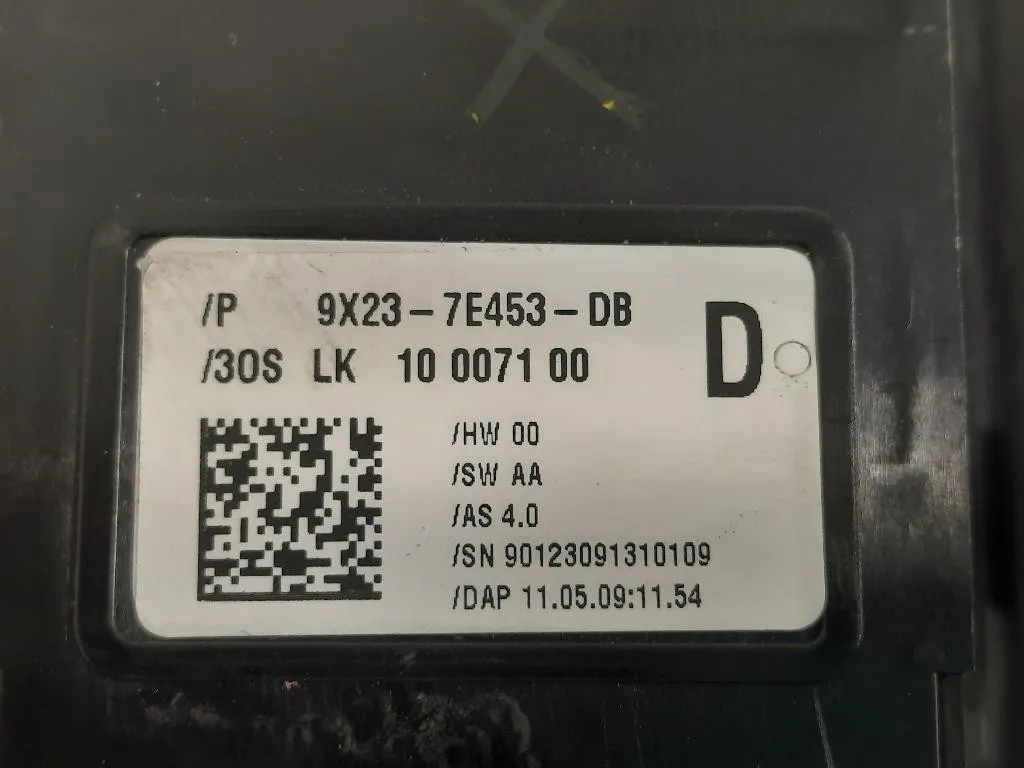 /P 9X23-7E453-DB
D
/30S LK 10 0071 00
/HW 00
/SW AA
/AS 4.0
/SN 90123091310109
/DAP 11.05.09:11.54